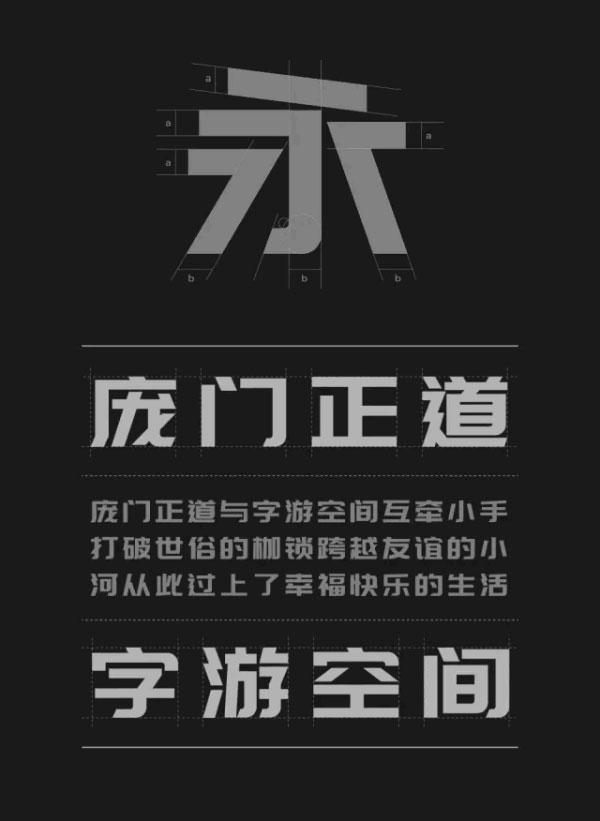 a
永
a
a
a
b
b
b
庞门正道
庞门正道与字游空间互牵小手
打破世俗的枷锁跨越友谊的小
河从此过上了幸福快乐的生活
字游空间